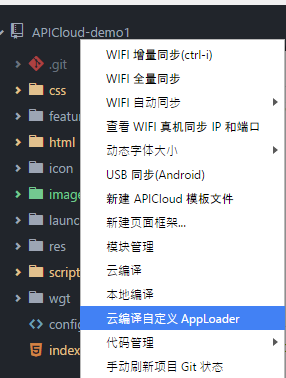 APICloud-demo1
.git
css
featur
html
icon
image
launc
res
script
wgt
config
index
WIFI 增量同步(ctrl-i)
WIFI 全量同步
WIFI 自动同步
查看 WIFI 真机同步 IP 和端口
动态字体大小
USB 同步(Android)
新建 APICloud 模板文件
新建页面框架...
模块管理
云编译
本地编译
云编译自定义 AppLoader
代码管理
手动刷新项目 Git 状态